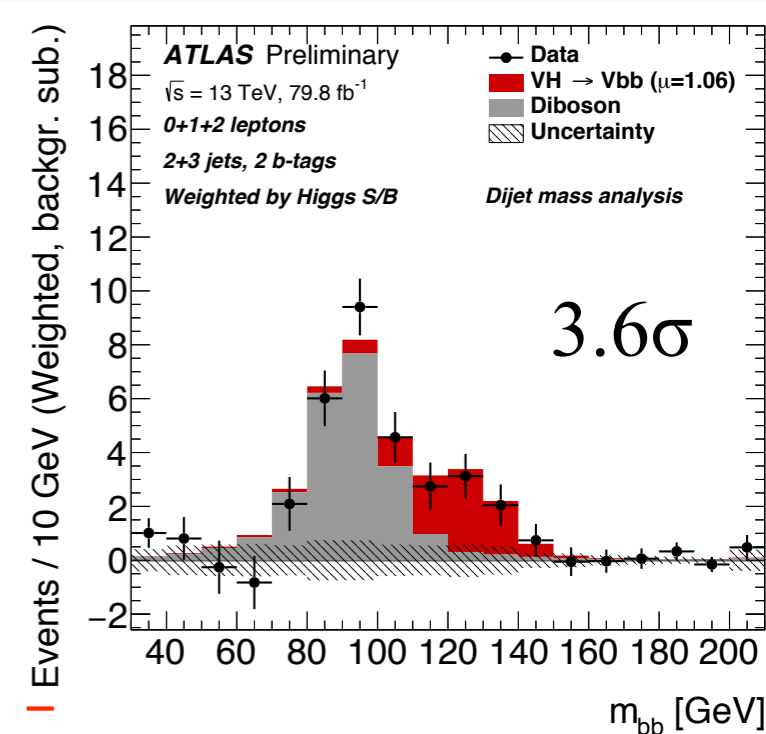 ATLAS Preliminary
√s = 13 TeV, 79.8 fb⁻¹
0+1+2 leptons
2+3 jets, 2 b-tags
Weighted by Higgs S/B
Data
VH → Vbb (μ=1.06)
Diboson
Uncertainty
Dijet mass analysis
3.6σ
Events / 10 GeV (Weighted, backgr. sub.)
18
16
14
12
10
8
6
4
2
0
−2
40 60 80 100 120 140 160 180 200
m_bb [GeV]